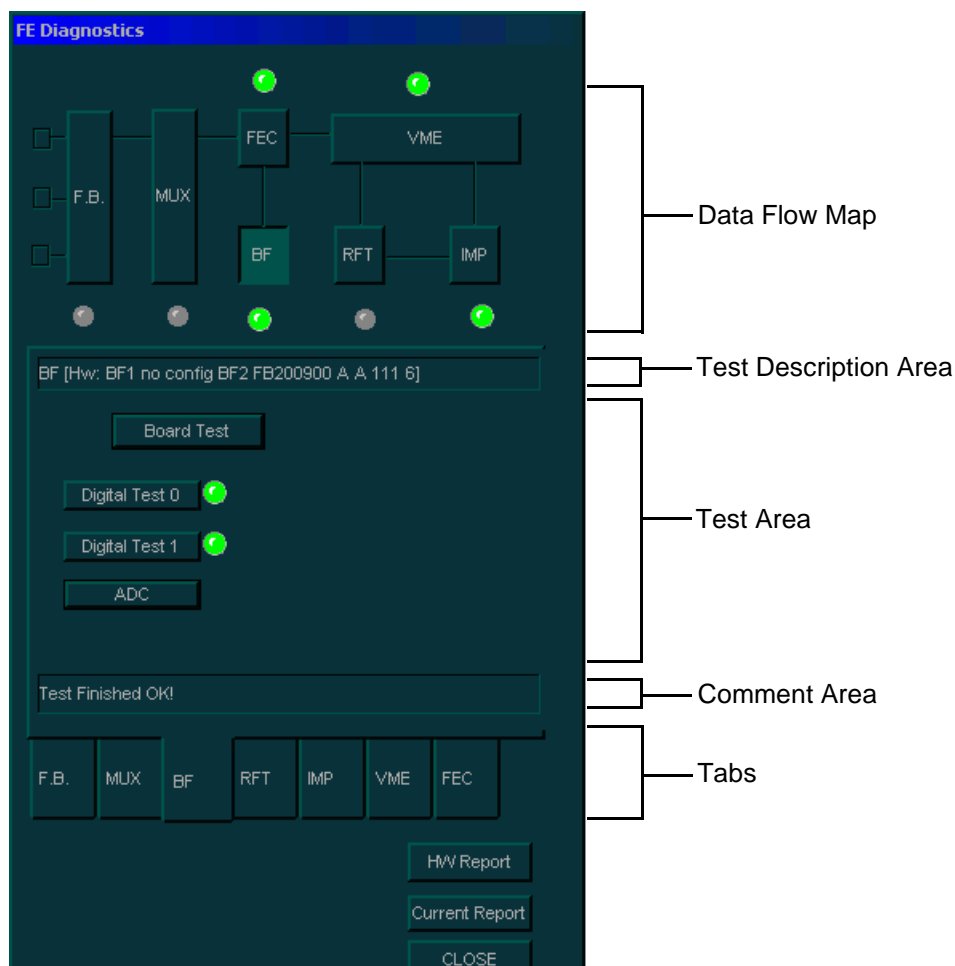 FE Diagnostics
FEC
VME
F.B.
MUX
BF
RFT
IMP
Data Flow Map
BF [Hw: BF1 no config BF2 FB200900 A A 111 6]
Test Description Area
Board Test
Digital Test 0
Digital Test 1
ADC
Test Area
Test Finished OK!
Comment Area
F.B. MUX BF RFT IMP VME FEC
Tabs
HW Report
Current Report
CLOSE